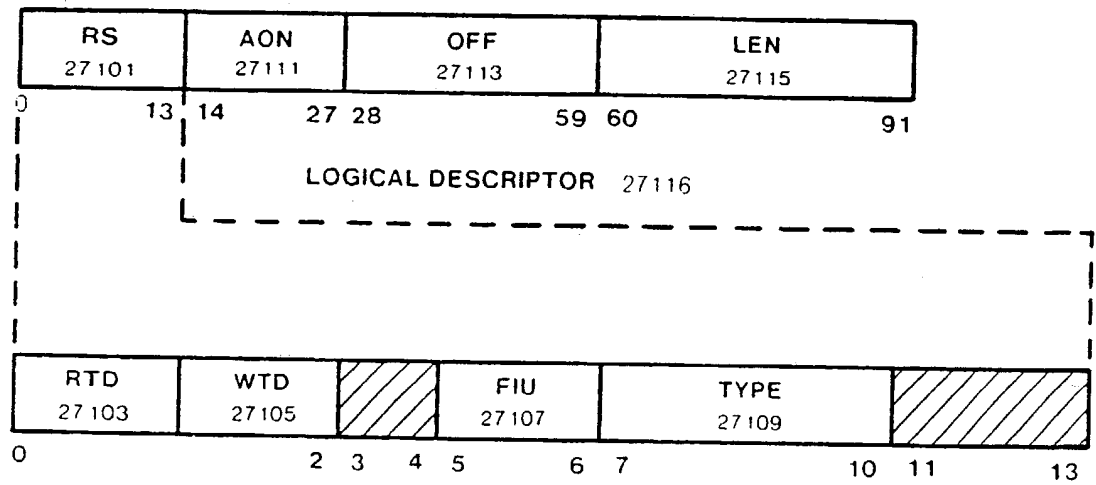 RS AON OFF LEN
27101 27111 27113 27115
0 13 14 27 28 59 60 91
LOGICAL DESCRIPTOR 27116
RTD WTD FIU TYPE
27103 27105 27107 27109
0 2 3 4 5 6 7 10 11 13